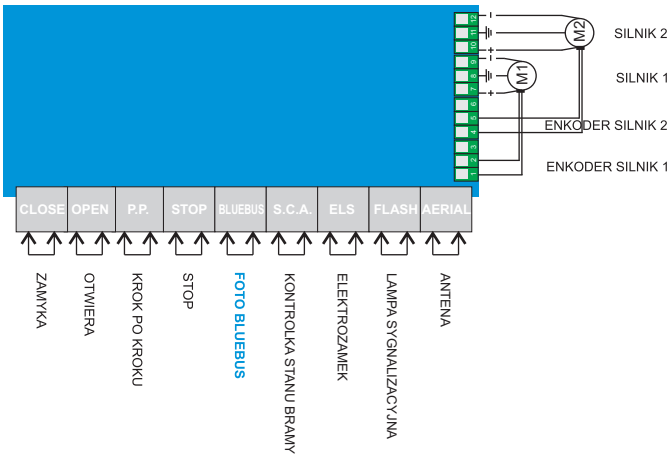 12 -
11
10 +
M2
SILNIK 2
9 -
8
7 +
M1
SILNIK 1
6
5
4
ENKODER SILNIK 2
3
2
1
ENKODER SILNIK 1
CLOSE OPEN P.P. STOP BLUEBUS S.C.A. ELS FLASH AERIAL
ZAMYKA
OTWIERA
KROK PO KROKU
STOP
FOTO BLUEBUS
KONTROLKA STANU BRAMY
ELEKTROZAMEK
LAMPA SYGNALIZACYJNA
ANTENA